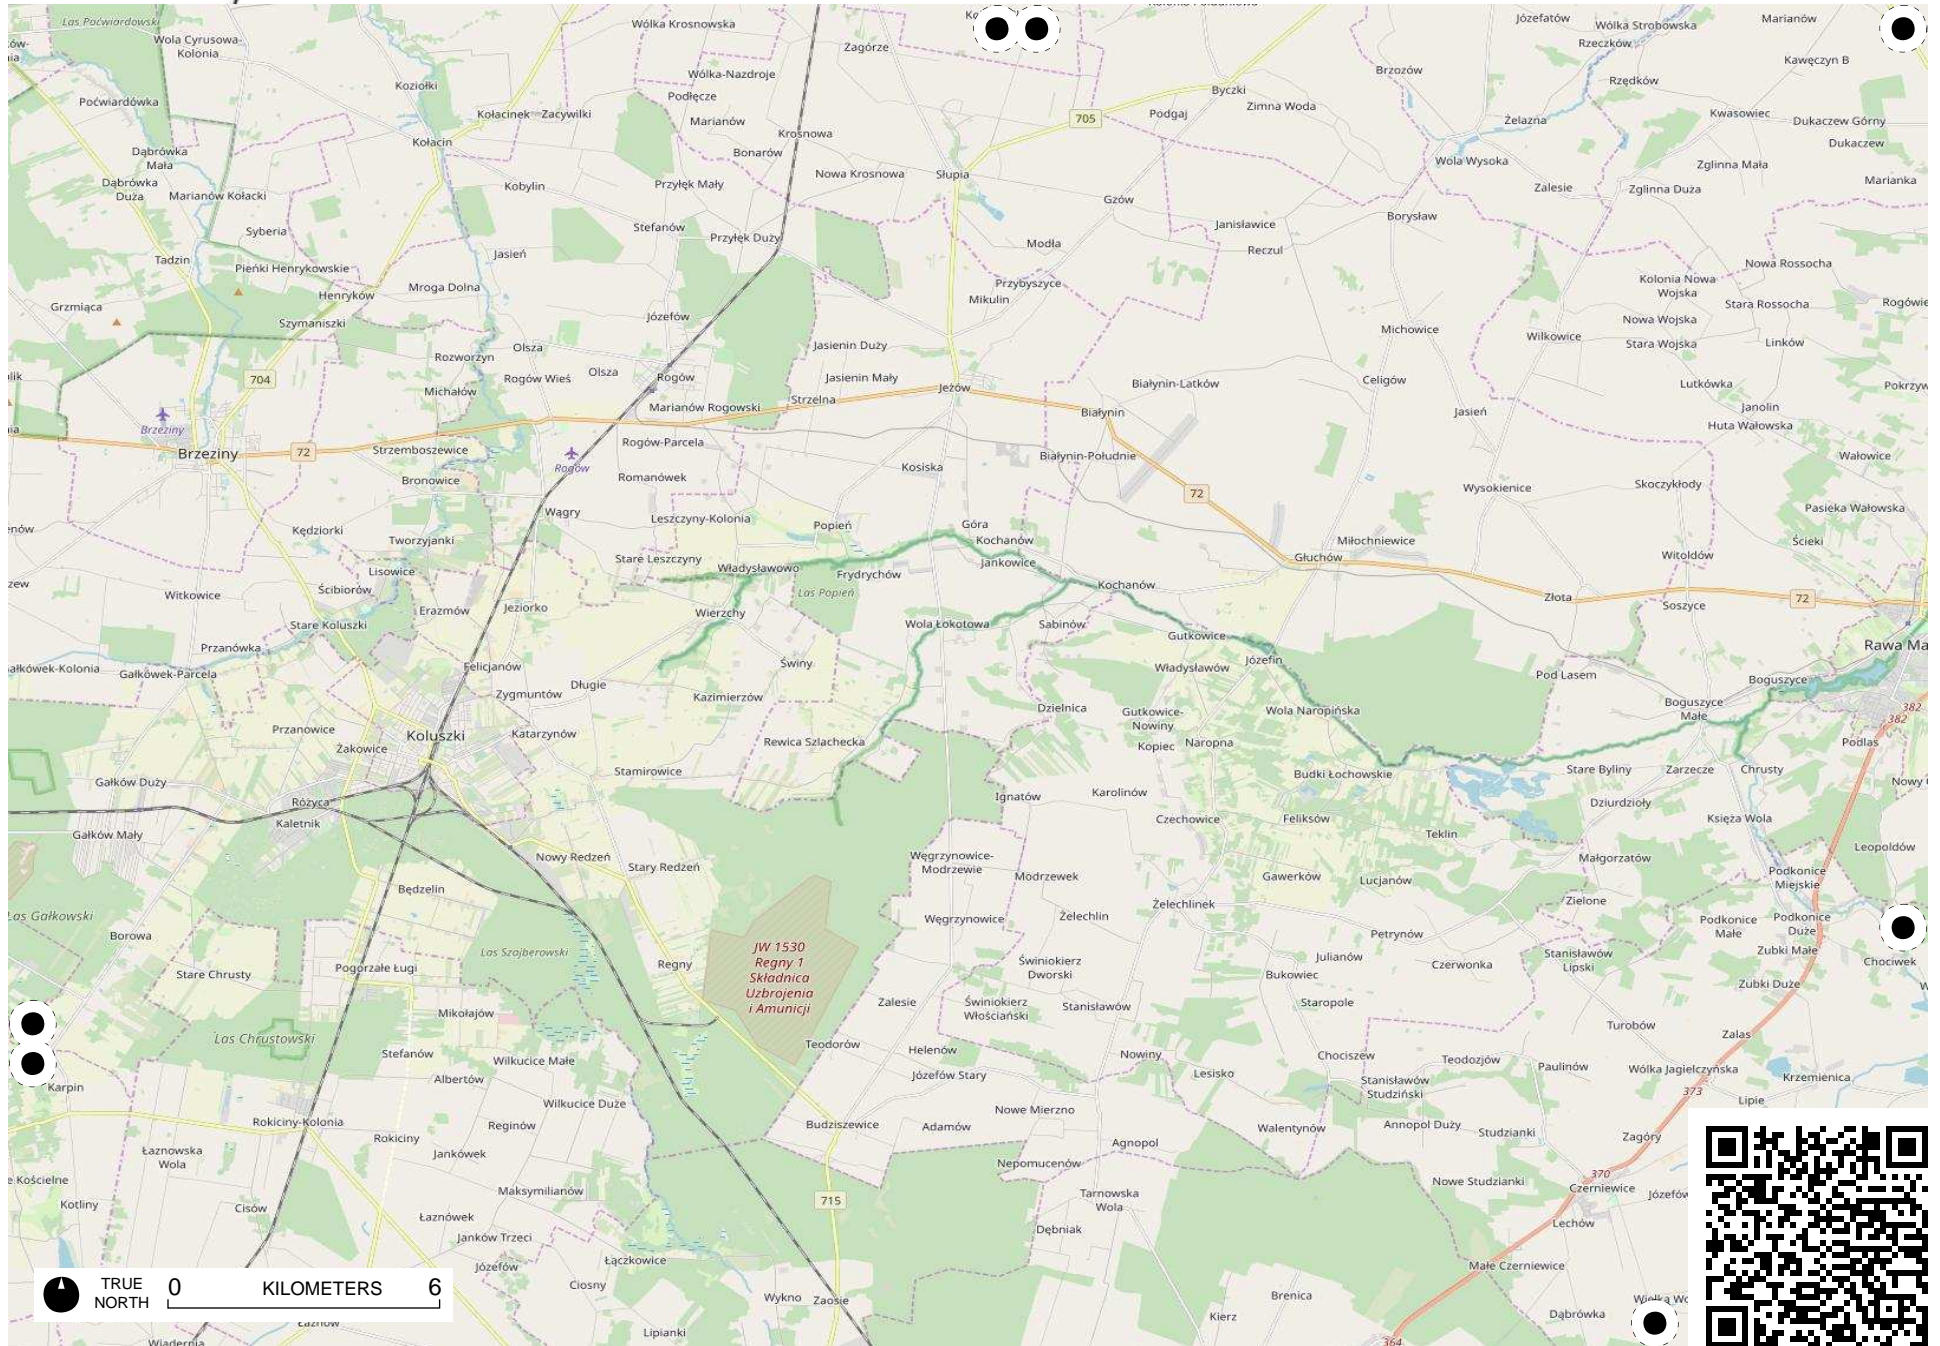 Las Poćwiardowski
Wólka Krosnowska
Józefatów
Wólka Strobowska
Marianów
Wola Cyrusowa-
Kolonia
Zagórze
Rzeczków
Kawęczyn B
Brzozów
Wólka-Nazdroje
Rzędków
Koziołki
Byczki
Podłęcze
Poćwiardówka
Zimna Woda
Kołacinek
Zacywilki
Podgaj
Kwasowiec
705
Marianów
Żelazna
Dukaczew Górny
Krosnowa
Kołacin
Dukaczew
Dąbrówka
Mała
Bonarów
Wola Wysoka
Zglinna Mała
Nowa Krosnowa
Słupia
Dąbrówka
Duża
Przyłęk Mały
Marianka
Kobylin
Zalesie
Zglinna Duża
Marianów Kołacki
Gzów
Borysław
Janisławice
Stefanów
Syberia
Przyłęk Duży
Modła
Reczul
Jasień
Tadzin
Nowa Rossocha
Pieńki Henrykowskie
Kolonia Nowa
Wojska
Przybyszyce
Mroga Dolna
Henryków
Mikulin
Stara Rossocha
Grzmiąca
Józefów
Nowa Wojska
Szymaniszki
Michowice
Wilkowice
Stara Wojska
Linków
Jasienin Duży
Olsza
Rozworzyn
Olsza
Rogów Wieś
Rogów
Jasienin Mały
704
Białynin-Latków
Celigów
Lutkówka
Jeżów
Michałów
Strzelna
Marianów Rogowski
Białynin
Jasień
Janolin
Huta Wałowska
Brzeziny
Rogów-Parcela
Strzemboszewice
72
Brzeziny
Białynin-Południe
Wałowice
Rogów
Kosiska
Romanówek
Bronowice
Skoczykłody
Wysokienice
72
Pasieka Wałowska
Wągry
Leszczyny-Kolonia
Popień
Góra
Kędziorki
Kochanów
Tworzyjanki
Miłochniewice
Ścieki
Stare Leszczyny
Jankowice
Głuchów
Witoldów
Władysławowo
Frydrychów
Lisowice
Kochanów
Ścibiorów
Las Popień
Złota
72
Witkowice
Erazmów
Jeziorko
Wierzchy
Soszyce
Stare Koluszki
Wola Łokotowa
Sabinów
Gutkowice
Przanówka
Felicjanów
Świny
Józefin
Władysławów
Gałkówek-Parcela
Pod Lasem
Boguszyce
Długie
Zygmuntów
Kazimierzów
Boguszyce
Małe
Dzielnica
Gutkowice-
Nowiny
Wola Naropińska
382
382
Przanowice
Koluszki
Katarzynów
Rewica Szlachecka
Kopiec
Naropna
Podlas
Żakowice
Stamirowice
Budki Łochowskie
Stare Byliny
Zarzecze
Chrusty
Gałków Duży
Ignatów
Karolinów
Różyca
Dziurdzioły
Kaletnik
Czechowice
Feliksów
Księża Wola
Gałków Mały
Teklin
Leopoldów
Nowy Redzeń
Węgrzynowice-
Modrzewie
Małgorzatów
Stary Redzeń
Modrzewek
Gawerków
Lucjanów
Podkonice
Miejskie
Będzelin
Las Gałkowski
Żelechlinek
Zielone
Węgrzynowice
Żelechlin
Podkonice
Małe
Podkonice
Duże
Borowa
JW 1530
Regny 1
Składnica
Uzbrojenia
i Amunicji
Petrynów
Las Szajberowski
Zubki Małe
Julianów
Stanisławów
Lipski
Świniokierz
Dworski
Pogorzałe Ługi
Regny
Czerwonka
Chociwek
Stare Chrusty
Bukowiec
Zubki Duże
Zalesie
Świniokierz
Włościański
Stanisławów
Staropole
Mikołajów
Turobów
Las Chrustowski
Zalas
Teodorów
Helenów
Stefanów
Nowiny
Chociszew
Wilkucice Małe
Teodozjów
Paulinów
Wólka Jagielczyńska
Albertów
Józefów Stary
Lesisko
Krzemienica
Karpin
Stanisławów
Studziński
373
Wilkucice Duże
Lipie
Nowe Mierzno
Rokiciny-Kolonia
Reginów
Budziszewice
Adamów
Walentynów
Annopol Duży
Studzianki
Rokiciny
Zagóry
Agnopol
Łaznowska
Wola
Jankówek
Nepomucenów
370
Nowe Studzianki
Czerniewice
Maksymilianów
Tarnowska
Wola
Kotliny
715
Cisów
Łaznówek
Lechów
Dębniak
Janków Trzeci
Łączkowice
Józefów
Małe Czerniewice
Ciosny
Wykno
Zaosie
Brenica
Dąbrówka
Kierz
Lipianki
364
TRUE
NORTH
0 KILOMETERS 6